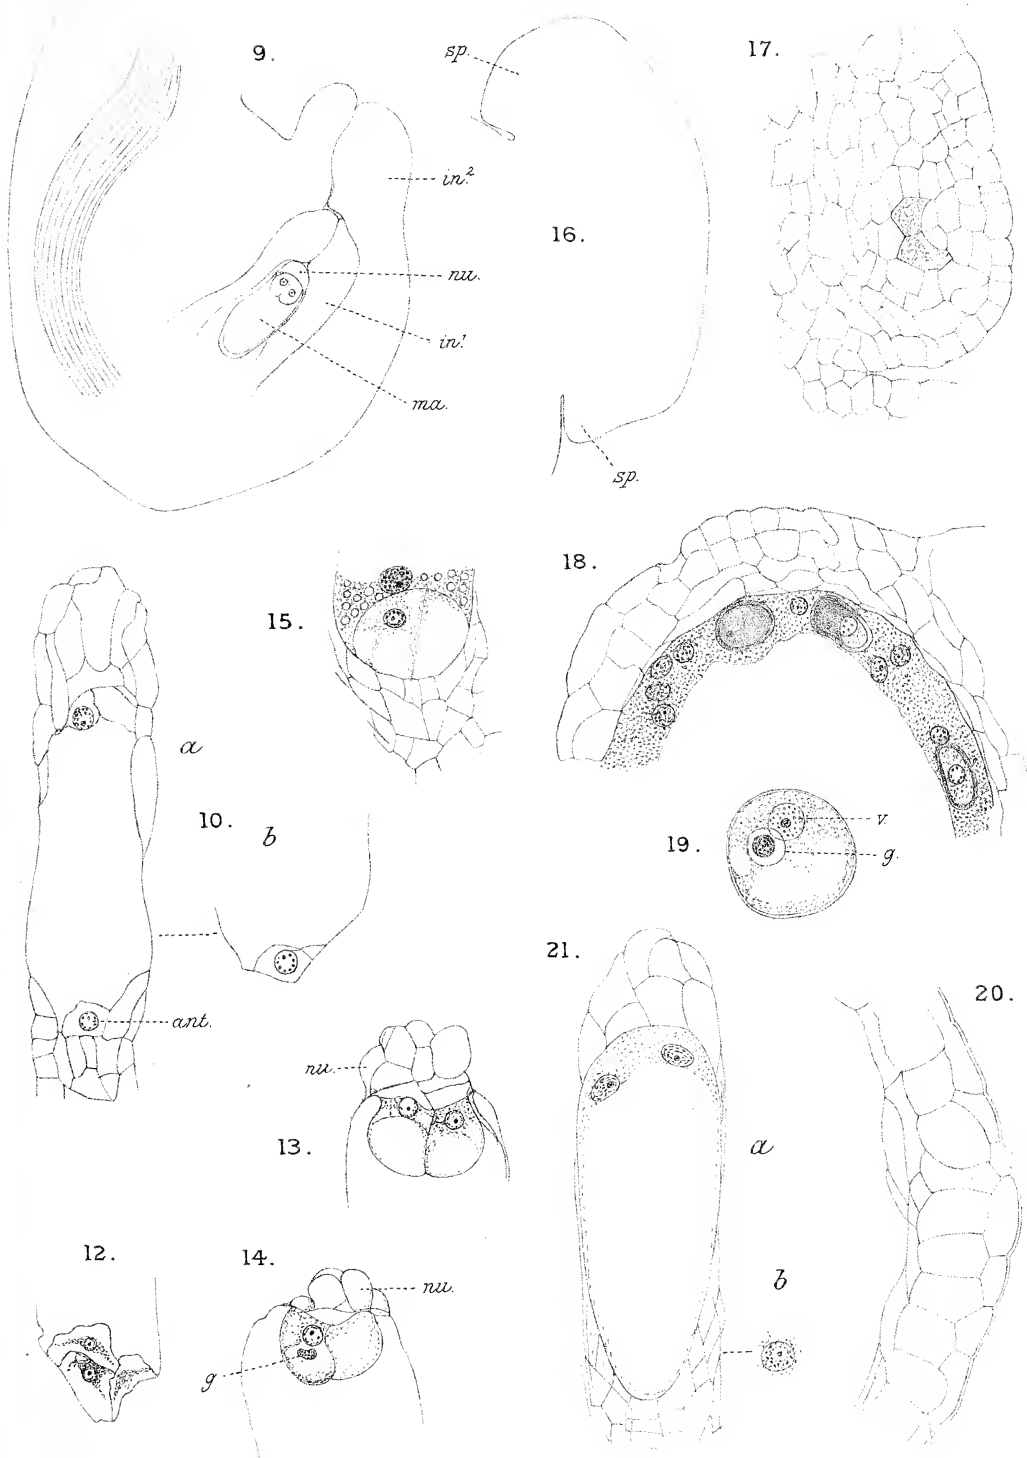 9.
sp.
17.
in.²
16.
nu.
in.¹
ma.
sp.
18.
15.
a
10.
b
v.
19.
g.
21.
20.
ant.
nu.
13.
a
12.
14.
b
nu.
g